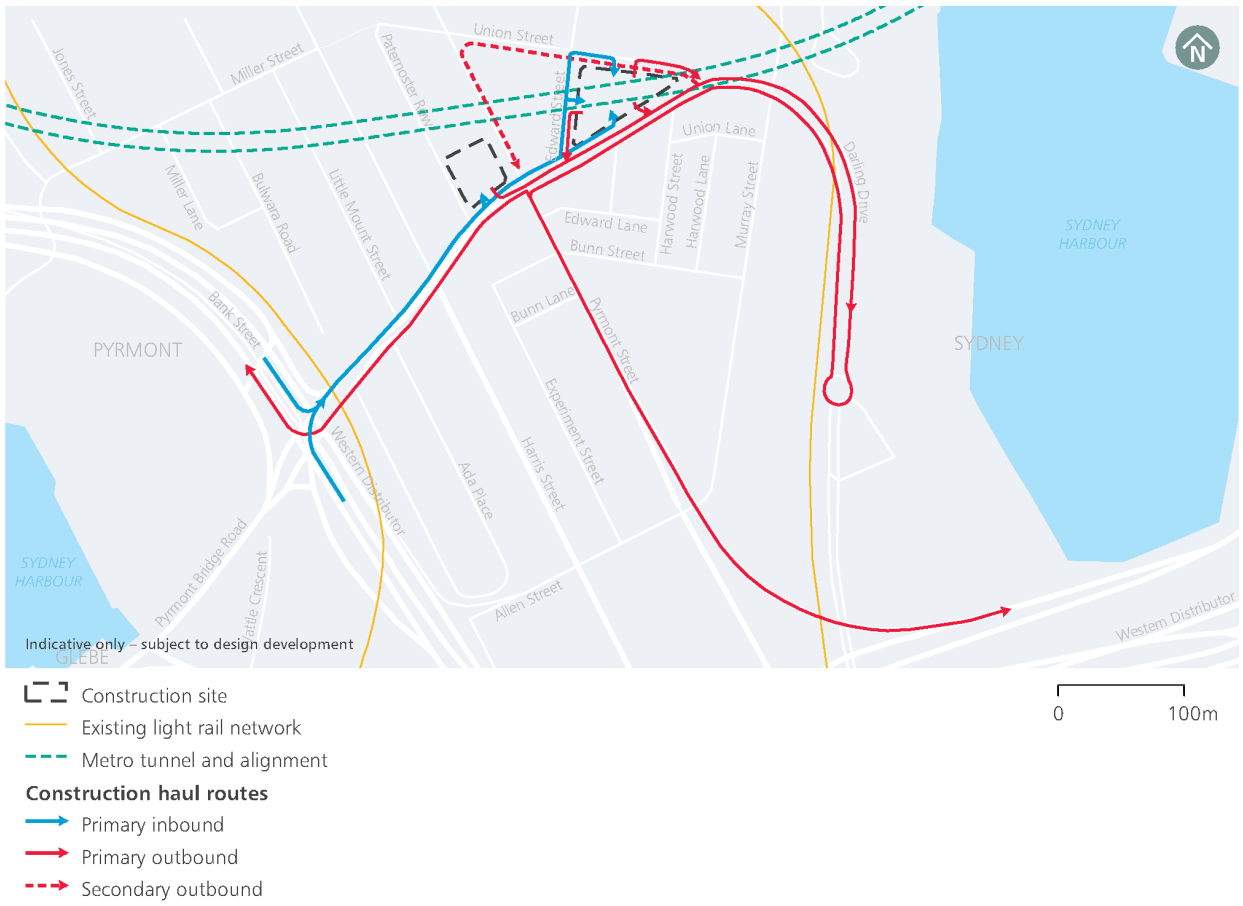 Union Street
Jones Street
Miller Street
Paternoster Row
N
Edward Street
Union Lane
Darling Drive
Miller Lane
Bulwara Road
Little Mount Street
Harwood Street
Harwood Lane
Murray Street
Edward Lane
Bunn Street
SYDNEY
HARBOUR
Bank Street
Bunn Lane
Pyrmont Street
PYRMONT
SYDNEY
Experiment Street
Harris Street
Western Distributor
Ada Place
SYDNEY
HARBOUR
Pyrmont Bridge Road
Allen Street
Western Distributor
Indicative only – subject to design development
GLEBE
Construction site
Existing light rail network
Metro tunnel and alignment
Construction haul routes
Primary inbound
Primary outbound
Secondary outbound
0 100m